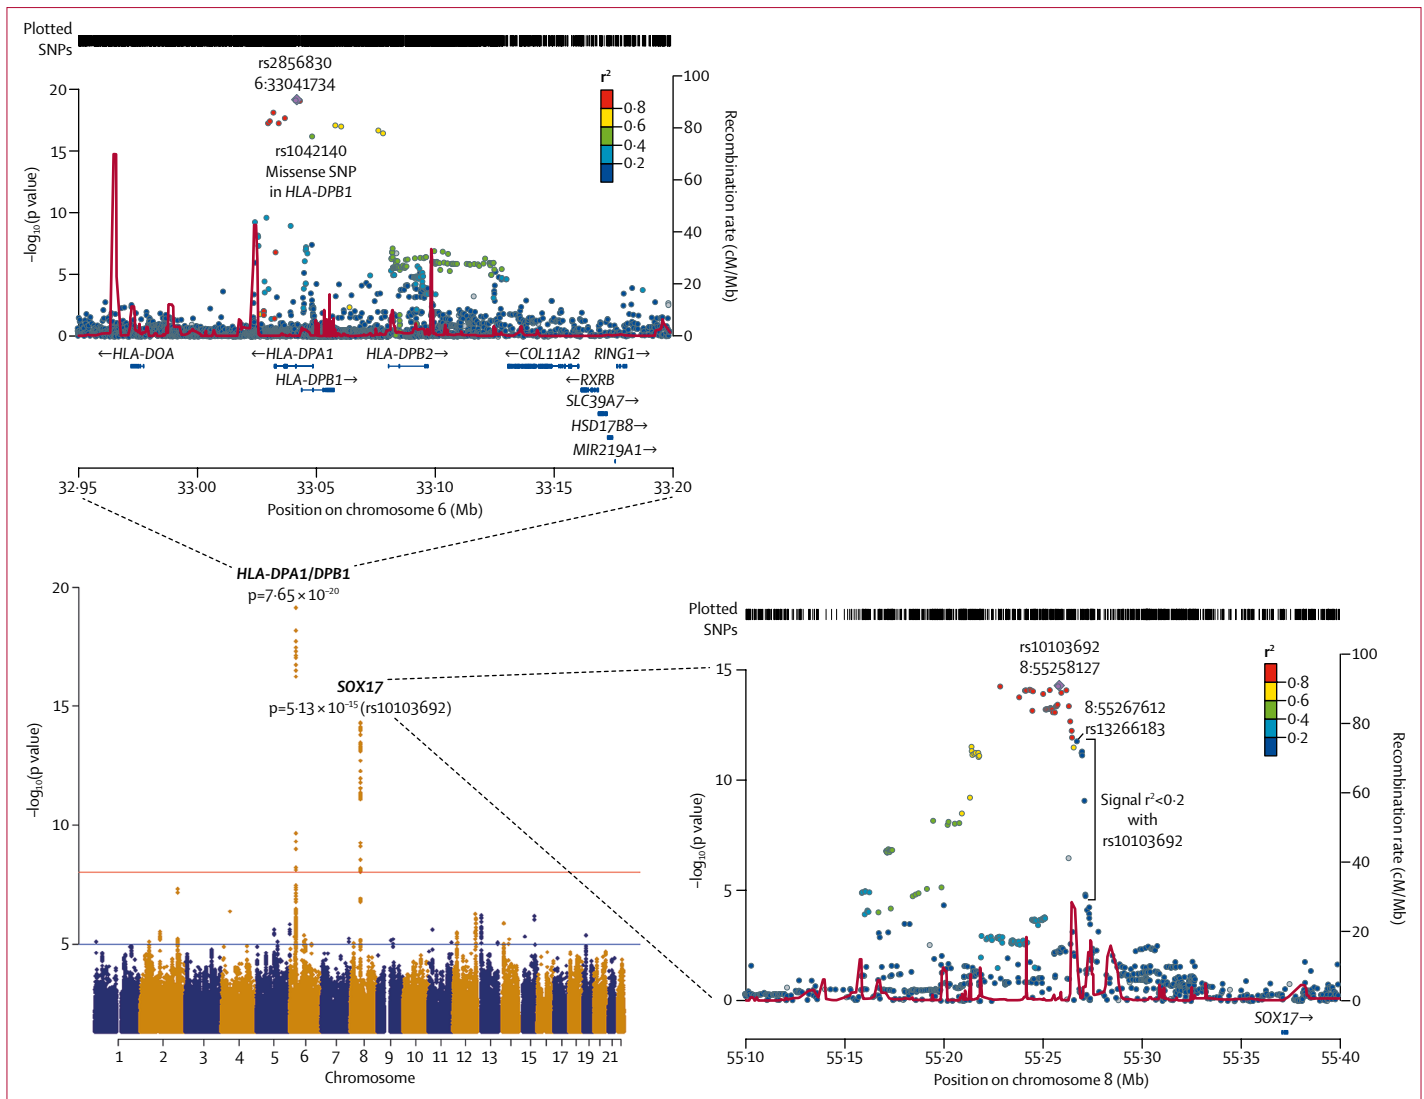 Plotted
SNPs
rs2856830
6:33041734
20
15
10
5
0
–log₁₀(p value)
rs1042140
Missense SNP
in HLA-DPB1
r²
0·8
0·6
0·4
0·2
100
80
60
40
20
0
Recombination rate (cM/Mb)
←HLA-DOA
←HLA-DPA1
HLA-DPB2→
←COL11A2
RING1→
HLA-DPB1→
←RXRB
SLC39A7→
HSD17B8→
MIR219A1→
32·95
33·00
33·05
33·10
33·15
33·20
Position on chromosome 6 (Mb)
HLA-DPA1/DPB1
p=7·65 × 10⁻²⁰
SOX17
p=5·13 × 10⁻¹⁵ (rs10103692)
20
15
10
5
–log₁₀(p value)
1 2 3 4 5 6 7 8 9 10 11 12 13 15 17 19 21
Chromosome
Plotted
SNPs
rs10103692
8:55258127
15
10
5
0
–log₁₀(p value)
8:55267612
rs13266183
Signal r²<0·2
with
rs10103692
r²
0·8
0·6
0·4
0·2
100
80
60
40
20
0
Recombination rate (cM/Mb)
SOX17→
55·10
55·15
55·20
55·25
55·30
55·35
55·40
Position on chromosome 8 (Mb)